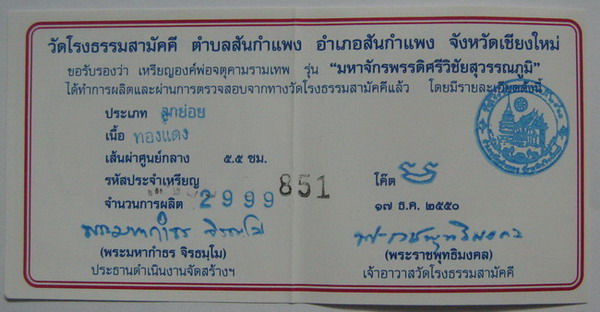 วัดโรงธรรมสามัคคี ตำบลสันกำแพง อำเภอสันกำแพง จังหวัดเชียงใหม่
ขอรับรองว่า เหรียญองค์พ่อจตุคามรามเทพ รุ่น "มหาจักรพรรดิศรีวิชัยสุวรรณภูมิ"
ได้ทำการผลิตและผ่านการตรวจสอบจากทางวัดโรงธรรมสามัคคีแล้ว โดยมีรายละเอียดดังนี้
ประเภท ลูกย่อย
เนื้อ ทองแดง
เส้นผ่าศูนย์กลาง ๕.๕ ซม.
รหัสประจำเหรียญ 851 โค๊ต
จำนวนการผลิต 2999 ๑๗ ธ.ค. ๒๕๕๐
(พระมหากำธร จิรธมฺโม) (พระราชพุทธิมงคล)
ประธานดำเนินงานจัดสร้างฯ เจ้าอาวาสวัดโรงธรรมสามัคคี